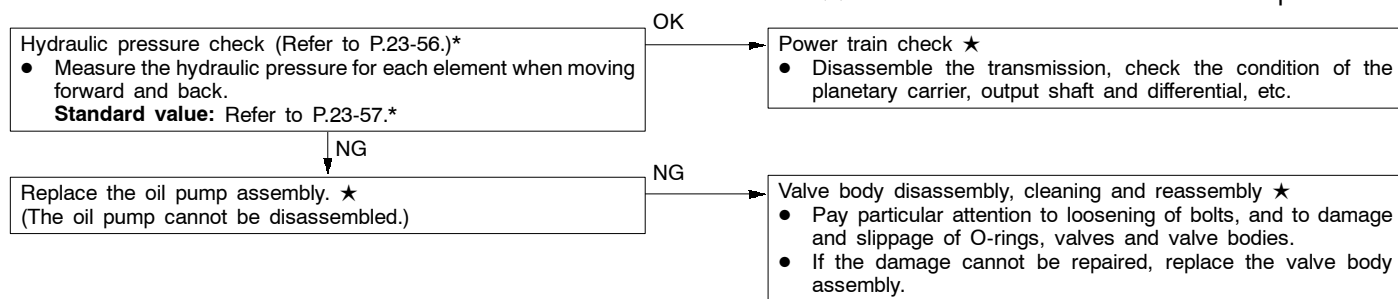 Hydraulic pressure check (Refer to P.23-56.)*
● Measure the hydraulic pressure for each element when moving
forward and back.
Standard value: Refer to P.23-57.*
OK
Power train check ★
● Disassemble the transmission, check the condition of the
planetary carrier, output shaft and differential, etc.
NG
Replace the oil pump assembly. ★
(The oil pump cannot be disassembled.)
NG
Valve body disassembly, cleaning and reassembly ★
● Pay particular attention to loosening of bolts, and to damage
and slippage of O-rings, valves and valve bodies.
● If the damage cannot be repaired, replace the valve body
assembly.